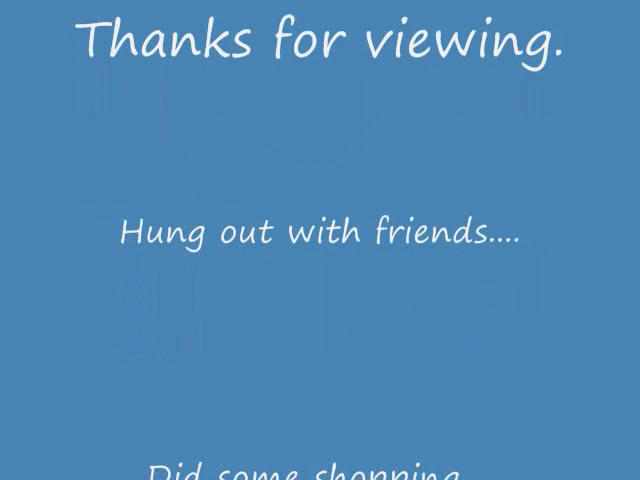 Thanks for viewing.
Hung out with friends....
Did some shopping